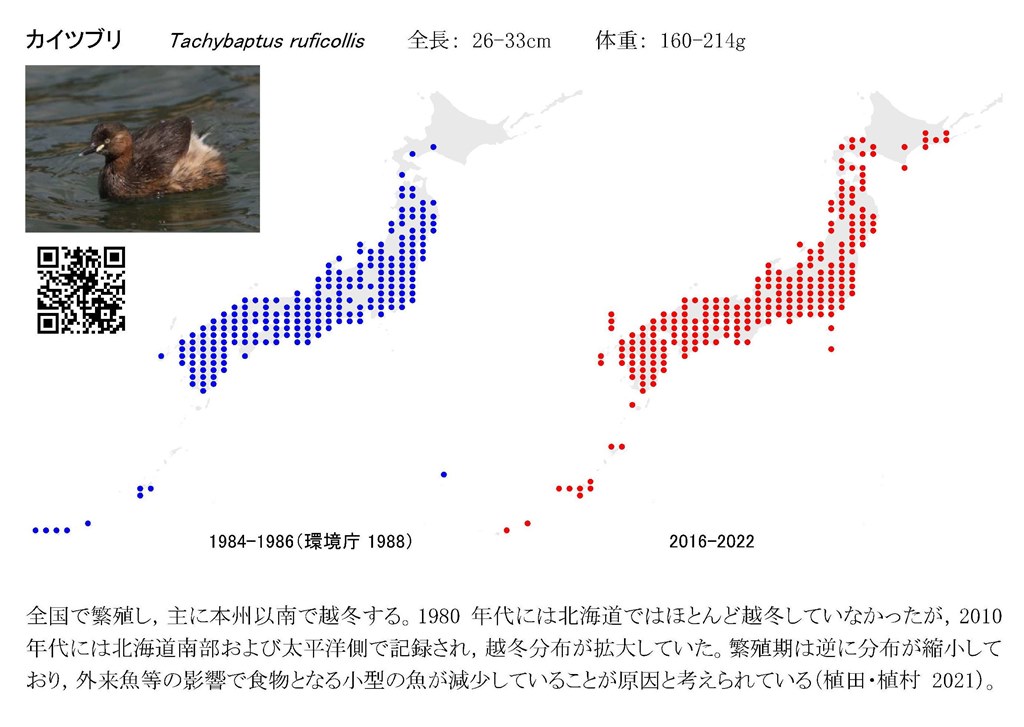 カイツブリ Tachybaptus ruficollis 全長: 26-33cm 体重: 160-214g
1984-1986(環境庁 1988)
2016-2022
全国で繁殖し,主に本州以南で越冬する。1980 年代には北海道ではほとんど越冬していなかったが,2010
年代には北海道南部および太平洋側で記録され,越冬分布が拡大していた。繁殖期は逆に分布が縮小して
おり,外来魚等の影響で食物となる小型の魚が減少していることが原因と考えられている(植田・植村 2021)。